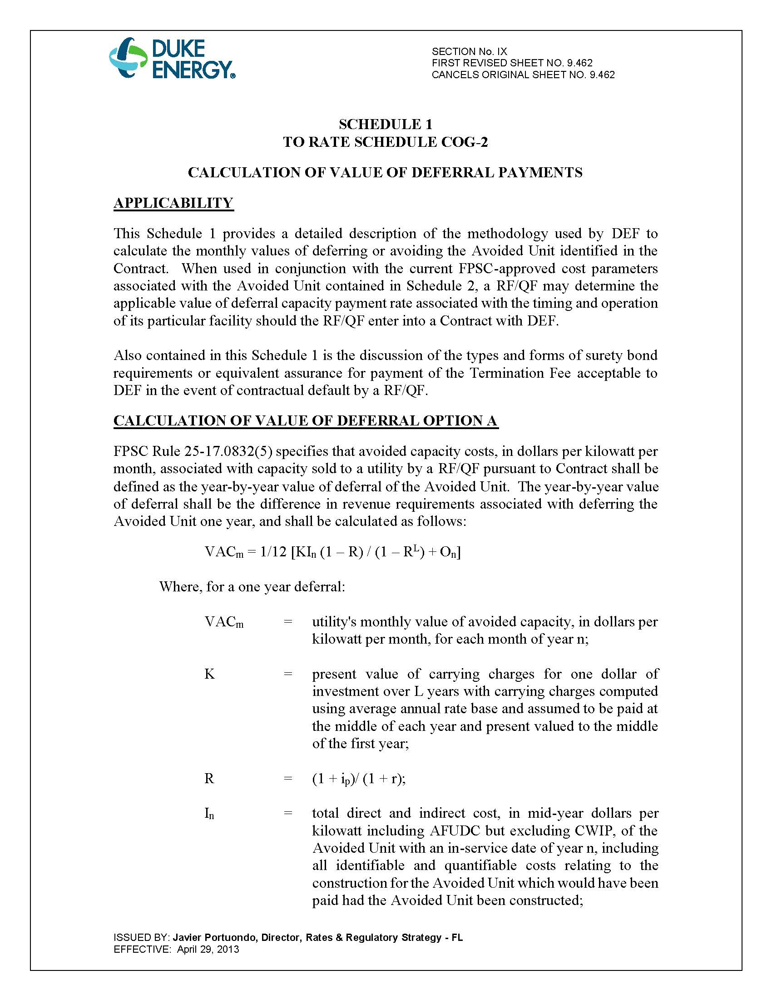 DUKE
ENERGY®
SECTION No. IX
FIRST REVISED SHEET NO. 9.462
CANCELS ORIGINAL SHEET NO. 9.462
SCHEDULE 1
TO RATE SCHEDULE COG-2
CALCULATION OF VALUE OF DEFERRAL PAYMENTS
APPLICABILITY
This Schedule 1 provides a detailed description of the methodology used by DEF to
calculate the monthly values of deferring or avoiding the Avoided Unit identified in the
Contract. When used in conjunction with the current FPSC-approved cost parameters
associated with the Avoided Unit contained in Schedule 2, a RF/QF may determine the
applicable value of deferral capacity payment rate associated with the timing and operation
of its particular facility should the RF/QF enter into a Contract with DEF.
Also contained in this Schedule 1 is the discussion of the types and forms of surety bond
requirements or equivalent assurance for payment of the Termination Fee acceptable to
DEF in the event of contractual default by a RF/QF.
CALCULATION OF VALUE OF DEFERRAL OPTION A
FPSC Rule 25-17.0832(5) specifies that avoided capacity costs, in dollars per kilowatt per
month, associated with capacity sold to a utility by a RF/QF pursuant to Contract shall be
defined as the year-by-year value of deferral of the Avoided Unit. The year-by-year value
of deferral shall be the difference in revenue requirements associated with deferring the
Avoided Unit one year, and shall be calculated as follows:
VACm = 1/12 [KIn (1 – R) / (1 – R^L) + On]
Where, for a one year deferral:
VACm = utility's monthly value of avoided capacity, in dollars per
kilowatt per month, for each month of year n;
K = present value of carrying charges for one dollar of
investment over L years with carrying charges computed
using average annual rate base and assumed to be paid at
the middle of each year and present valued to the middle
of the first year;
R = (1 + ip)/ (1 + r);
In = total direct and indirect cost, in mid-year dollars per
kilowatt including AFUDC but excluding CWIP, of the
Avoided Unit with an in-service date of year n, including
all identifiable and quantifiable costs relating to the
construction for the Avoided Unit which would have been
paid had the Avoided Unit been constructed;
ISSUED BY: Javier Portuondo, Director, Rates & Regulatory Strategy - FL
EFFECTIVE: April 29, 2013